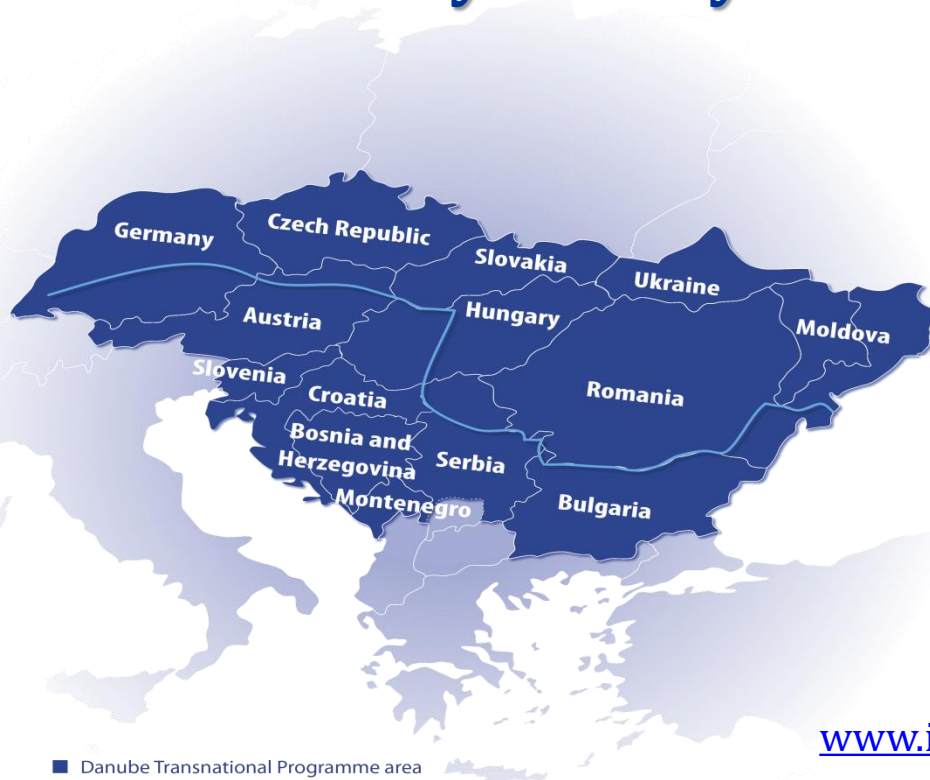 Germany
Czech Republic
Slovakia
Ukraine
Austria
Hungary
Moldova
Slovenia
Croatia
Romania
Bosnia and
Herzegovina
Serbia
Montenegro
Bulgaria
www.i
Danube Transnational Programme area